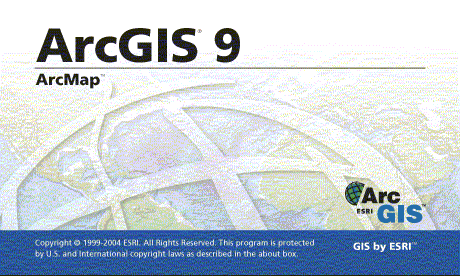 ArcGIS® 9
ArcMap™
Arc
ESRI GIS™
Copyright © 1999-2004 ESRI. All Rights Reserved. This program is protected
by U.S. and International copyright laws as described in the about box.
GIS by ESRI™